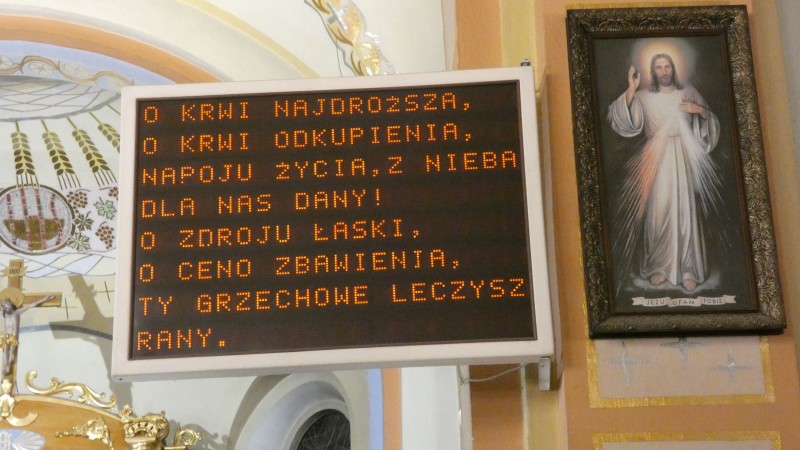 O KRWI NAJDROŻSZA,
O KRWI ODKUPIENIA,
NAPOJU ŻYCIA,Z NIEBA
DLA NAS DANY!
O ZDROJU ŁASKI,
O CENO ZBAWIENIA,
TY GRZECHOWE LECZYSZ
RANY.
JEZU UFAM TOBIE